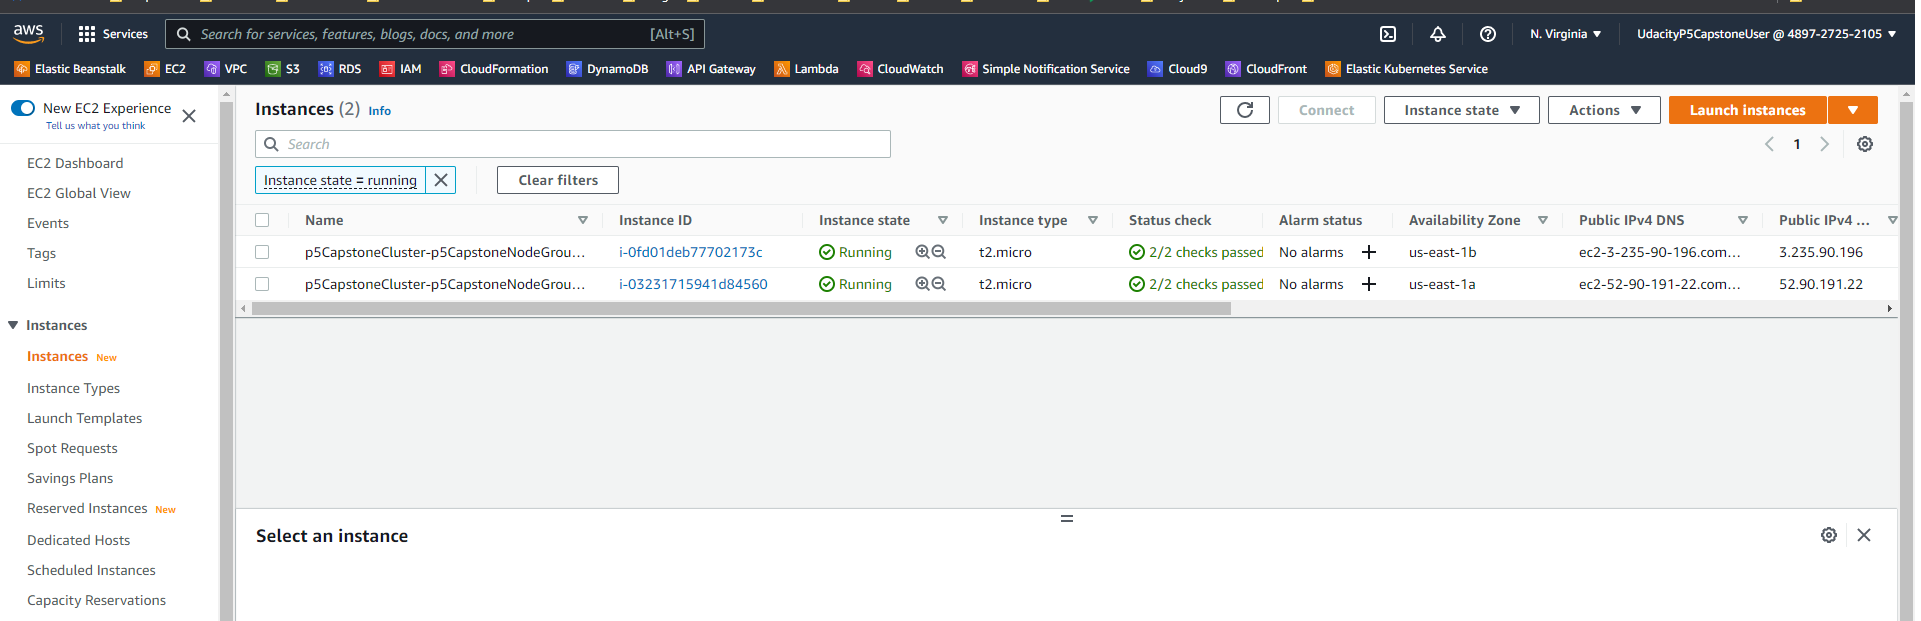 aws
Services
Search for services, features, blogs, docs, and more [Alt+S]
N. Virginia
UdacityP5CapstoneUser @ 4897-2725-2105
Elastic Beanstalk EC2 VPC S3 RDS IAM CloudFormation DynamoDB API Gateway Lambda CloudWatch Simple Notification Service Cloud9 CloudFront Elastic Kubernetes Service
New EC2 Experience
Tell us what you think
EC2 Dashboard
EC2 Global View
Events
Tags
Limits
Instances
Instances New
Instance Types
Launch Templates
Spot Requests
Savings Plans
Reserved Instances New
Dedicated Hosts
Scheduled Instances
Capacity Reservations
Instances (2) Info
Connect
Instance state
Actions
Launch instances
Search
1
Instance state = running
Clear filters
Name Instance ID Instance state Instance type Status check Alarm status Availability Zone Public IPv4 DNS Public IPv4 ...
p5CapstoneCluster-p5CapstoneNodeGrou... i-0fd01deb77702173c Running t2.micro 2/2 checks passed No alarms us-east-1b ec2-3-235-90-196.com... 3.235.90.196
p5CapstoneCluster-p5CapstoneNodeGrou... i-03231715941d84560 Running t2.micro 2/2 checks passed No alarms us-east-1a ec2-52-90-191-22.com... 52.90.191.22
Select an instance